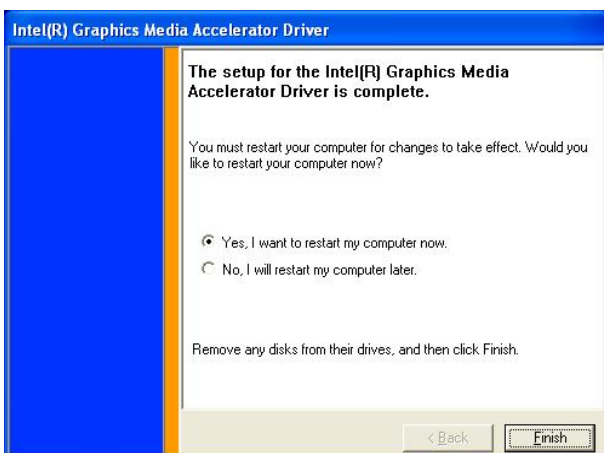 Intel(R) Graphics Media Accelerator Driver
The setup for the Intel(R) Graphics Media
Accelerator Driver is complete.
You must restart your computer for changes to take effect. Would you
like to restart your computer now?
Yes, I want to restart my computer now.
No, I will restart my computer later.
Remove any disks from their drives, and then click Finish.
< Back
Finish